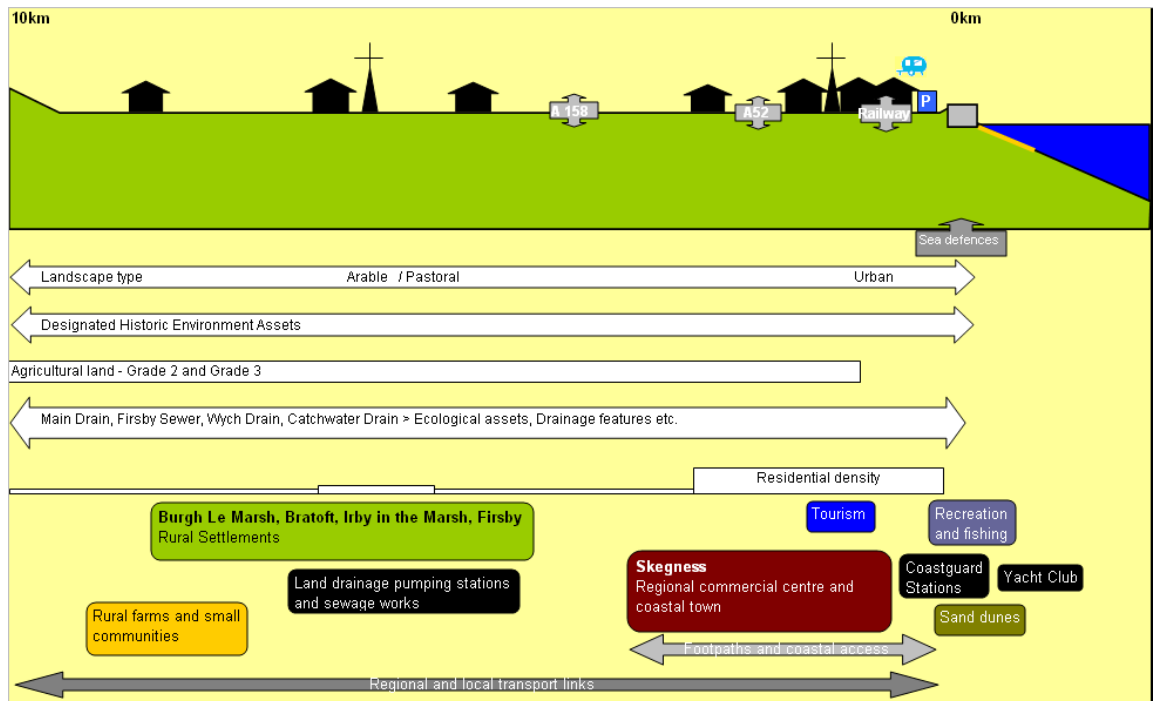 10km 0km
P
A 158 A52 Railway
Sea defences
Landscape type Arable / Pastoral Urban
Designated Historic Environment Assets
Agricultural land - Grade 2 and Grade 3
Main Drain, Firsby Sewer, Wych Drain, Catchwater Drain > Ecological assets, Drainage features etc.
Residential density
Burgh Le Marsh, Bratoft, Irby in the Marsh, Firsby
Rural Settlements
Tourism
Recreation
and fishing
Land drainage pumping stations
and sewage works
Skegness
Regional commercial centre and
coastal town
Coastguard
Stations
Yacht Club
Rural farms and small
communities
Sand dunes
Footpaths and coastal access
Regional and local transport links